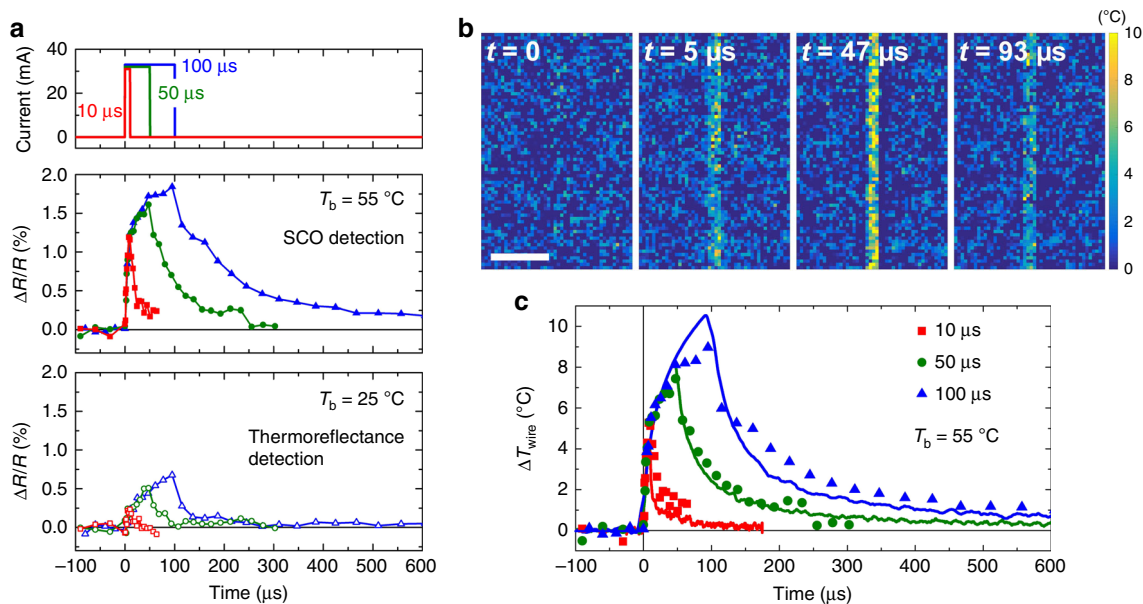 a
Current (mA)
40
20
0
100 µs
50 µs
10 µs
ΔR/R (%)
2.0
1.5
1.0
0.5
0.0
T_b = 55 °C
SCO detection
ΔR/R (%)
2.0
1.5
1.0
0.5
0.0
T_b = 25 °C
Thermoreflectance
detection
–100 0 100 200 300 400 500 600
Time (µs)
b
t = 0
t = 5 µs
t = 47 µs
t = 93 µs
(°C)
10
8
6
4
2
0
c
ΔT_wire (°C)
10
8
6
4
2
0
10 µs
50 µs
100 µs
T_b = 55 °C
–100 0 100 200 300 400 500 600
Time (µs)